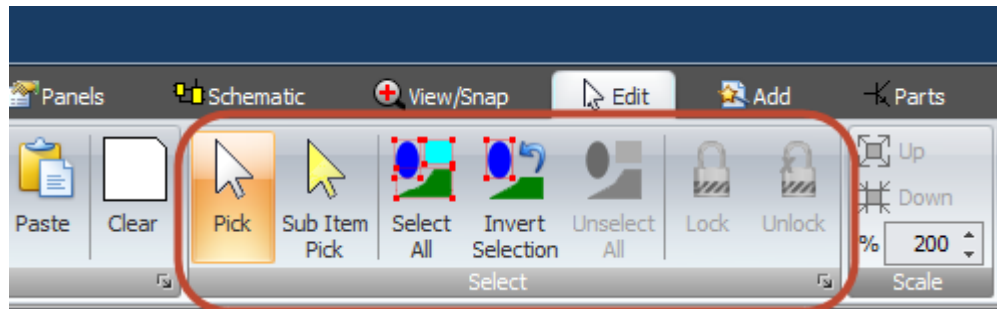 Panels Schematic View/Snap Edit Add Parts
Paste Clear Pick Sub Item Pick Select All Invert Selection Unselect All Lock Unlock Up
Down
% 200
Select Scale